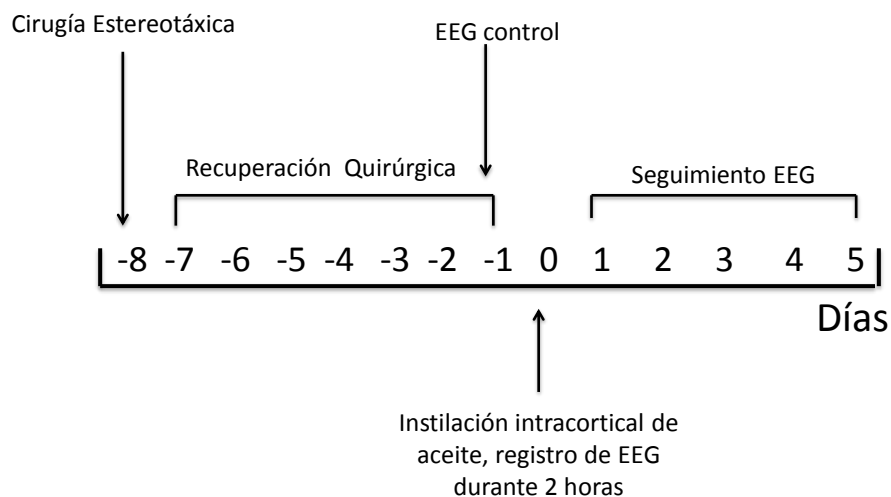 Cirugía Estereotáxica
EEG control
Recuperación Quirúrgica
Seguimiento EEG
-8 -7 -6 -5 -4 -3 -2 -1 0 1 2 3 4 5
Días
Instilación intracortical de
aceite, registro de EEG
durante 2 horas